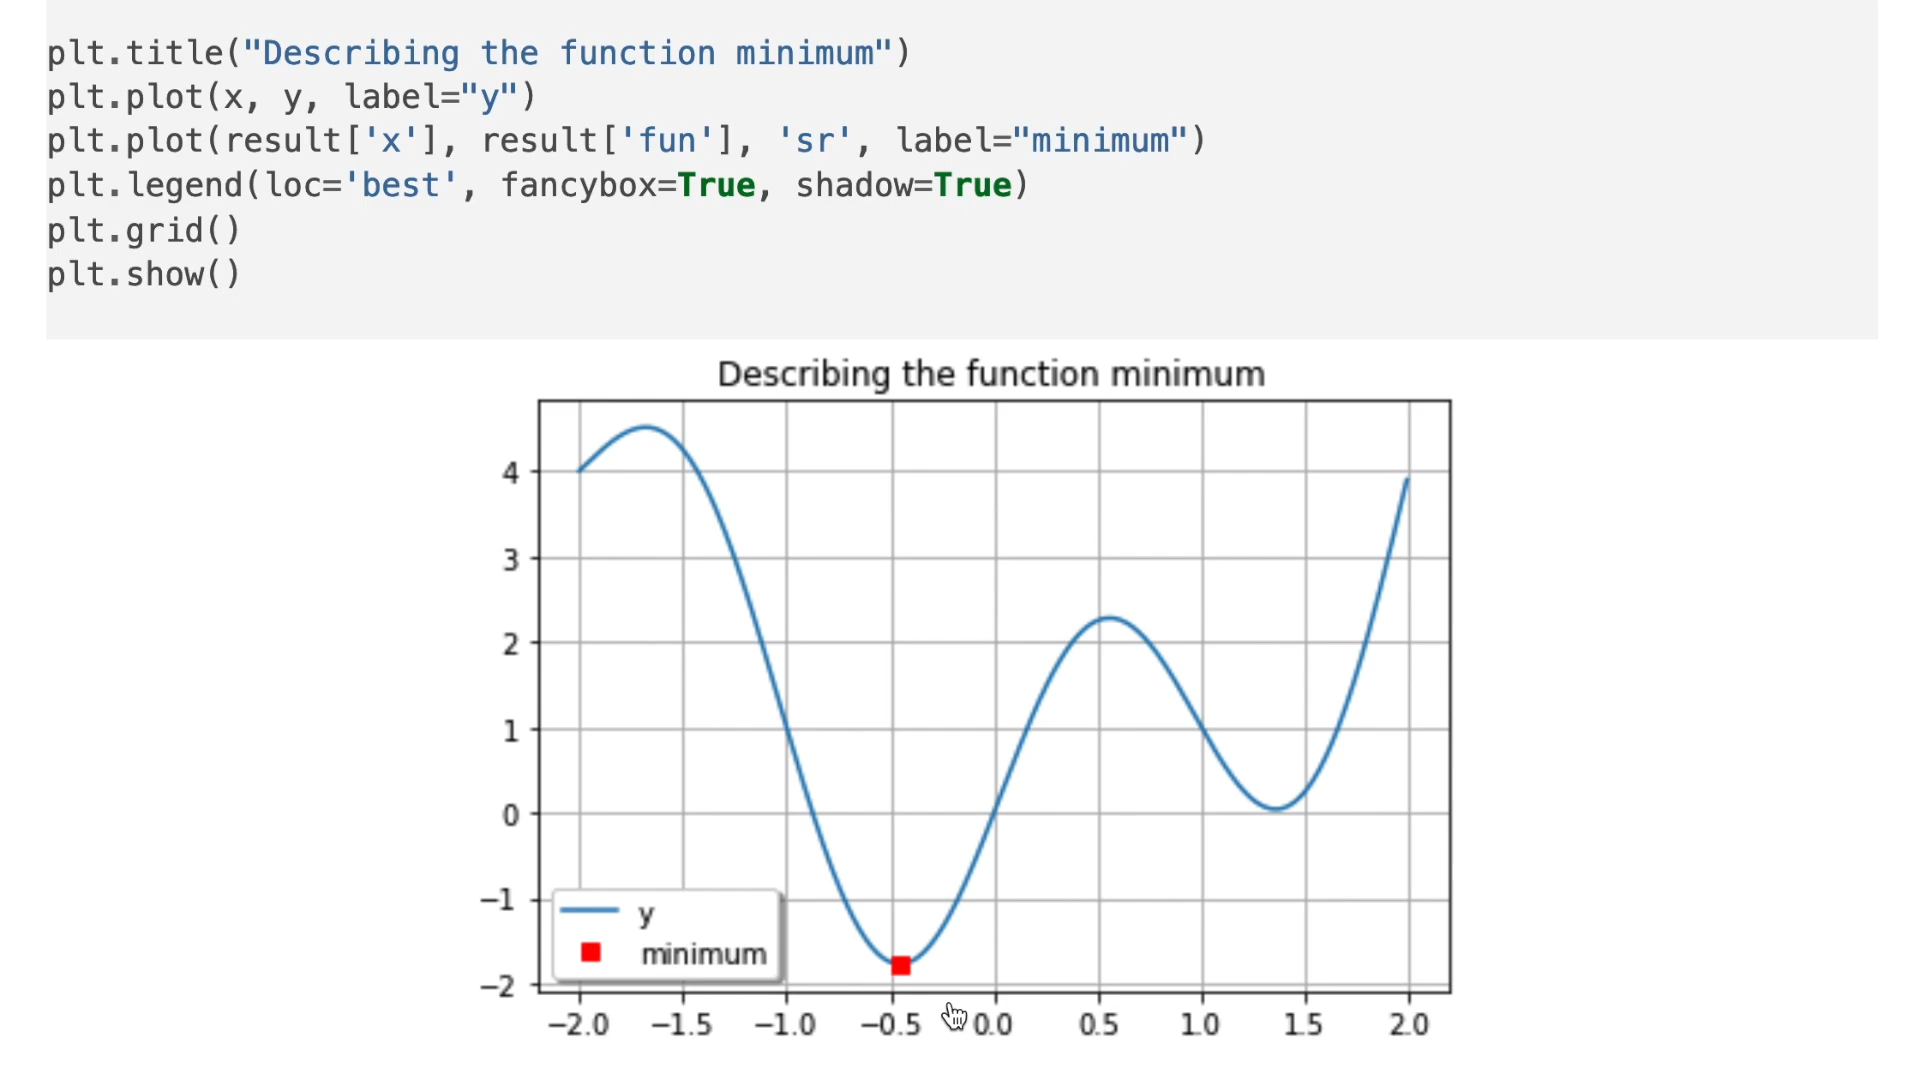 plt.title("Describing the function minimum")
plt.plot(x, y, label="y")
plt.plot(result['x'], result['fun'], 'sr', label="minimum")
plt.legend(loc='best', fancybox=True, shadow=True)
plt.grid()
plt.show()
Describing the function minimum
4
3
2
1
0
−1
−2
y
minimum
−2.0 −1.5 −1.0 −0.5 0.0 0.5 1.0 1.5 2.0